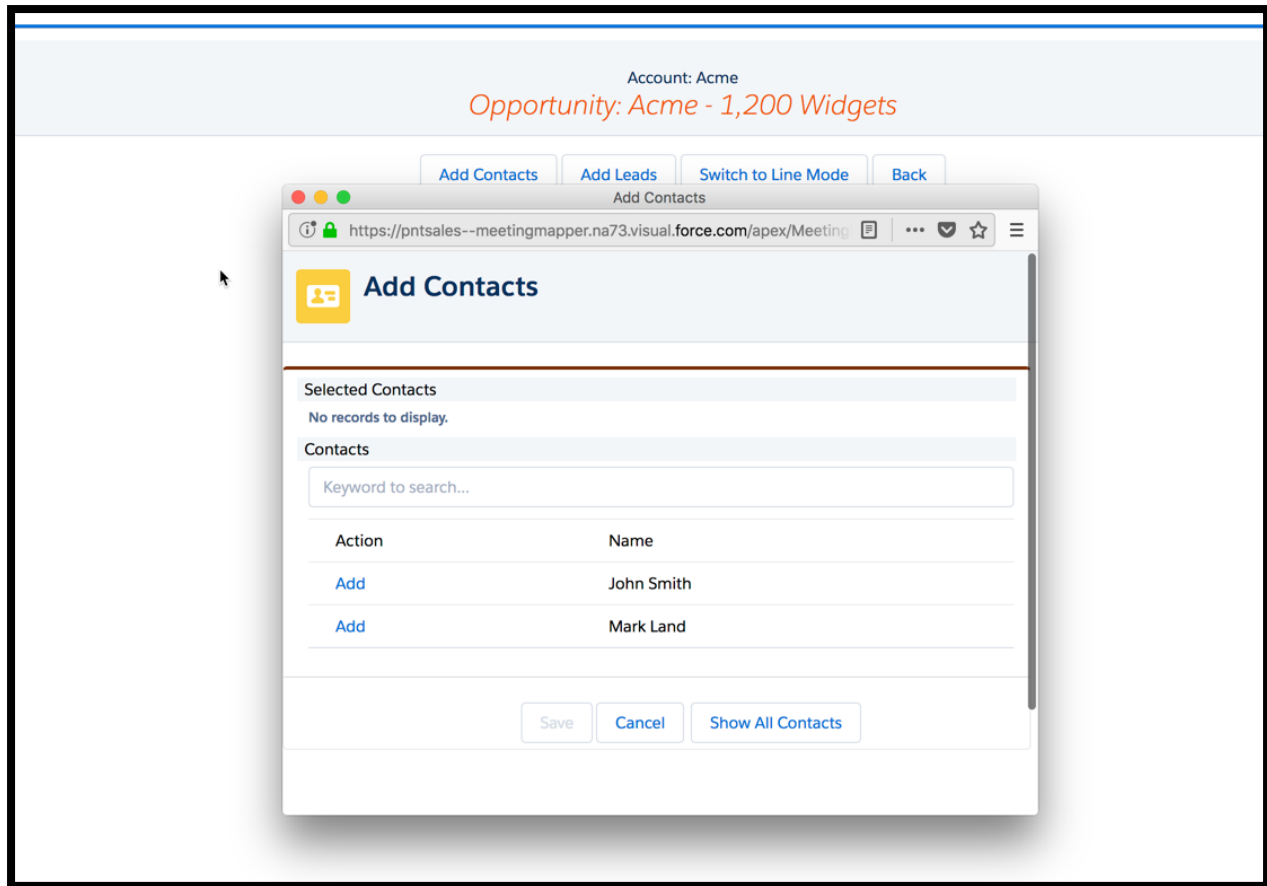 Account: Acme
Opportunity: Acme - 1,200 Widgets
Add Contacts Add Leads Switch to Line Mode Back
Add Contacts
https://pntsales--meetingmapper.na73.visual.force.com/apex/Meeting
Add Contacts
Selected Contacts
No records to display.
Contacts
Keyword to search...
Action Name
Add John Smith
Add Mark Land
Save Cancel Show All Contacts